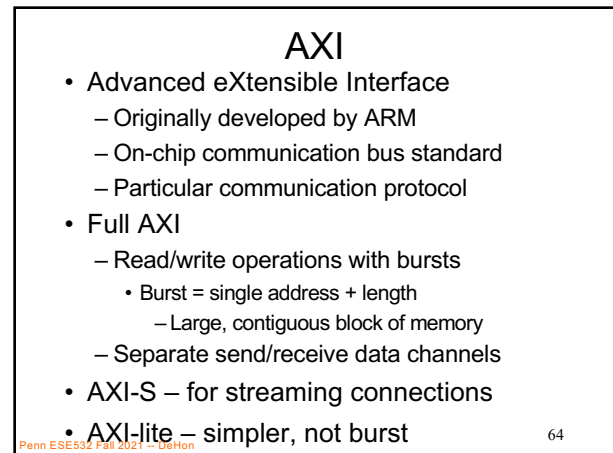 AXI
• Advanced eXtensible Interface
– Originally developed by ARM
– On-chip communication bus standard
– Particular communication protocol
• Full AXI
– Read/write operations with bursts
• Burst = single address + length
– Large, contiguous block of memory
– Separate send/receive data channels
• AXI-S – for streaming connections
• AXI-lite – simpler, not burst
Penn ESE532 Fall 2021 -- DeHon
64